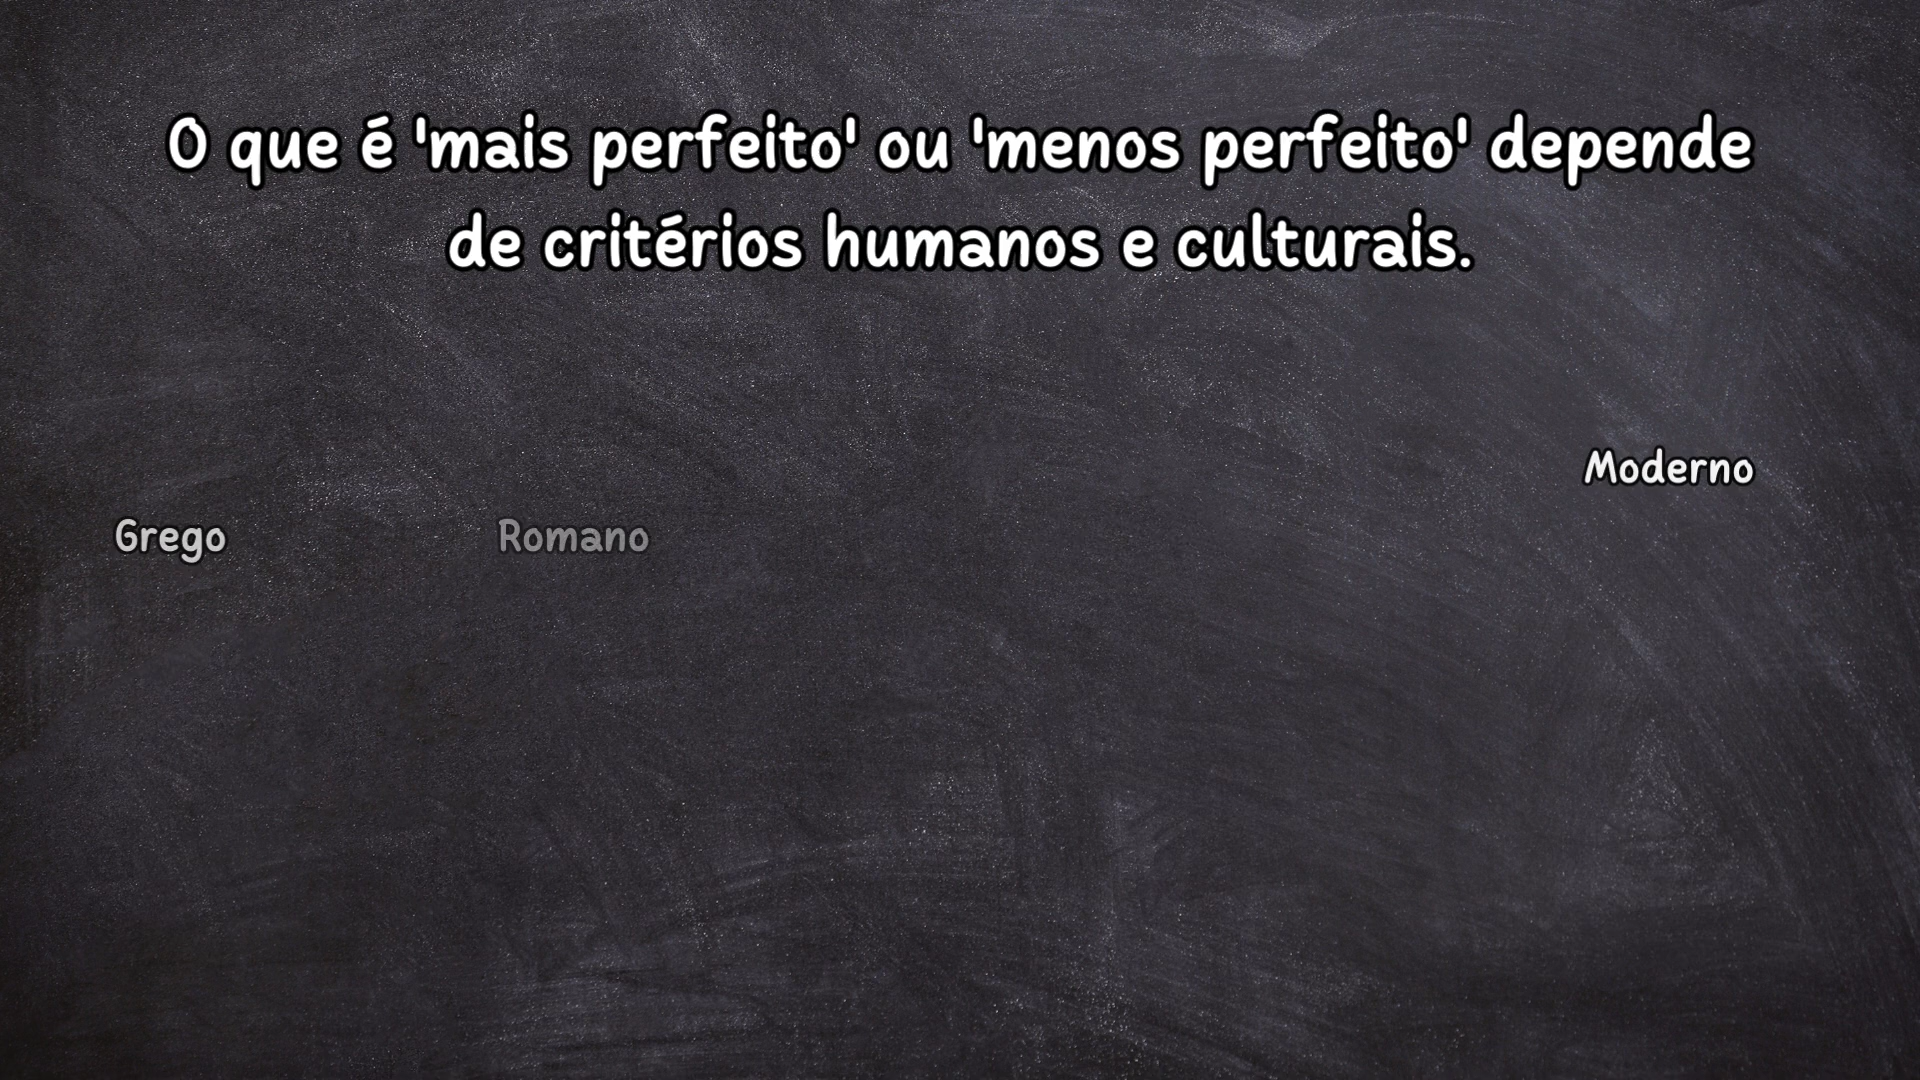 O que é 'mais perfeito' ou 'menos perfeito' depende
de critérios humanos e culturais.
Moderno
Grego
Romano